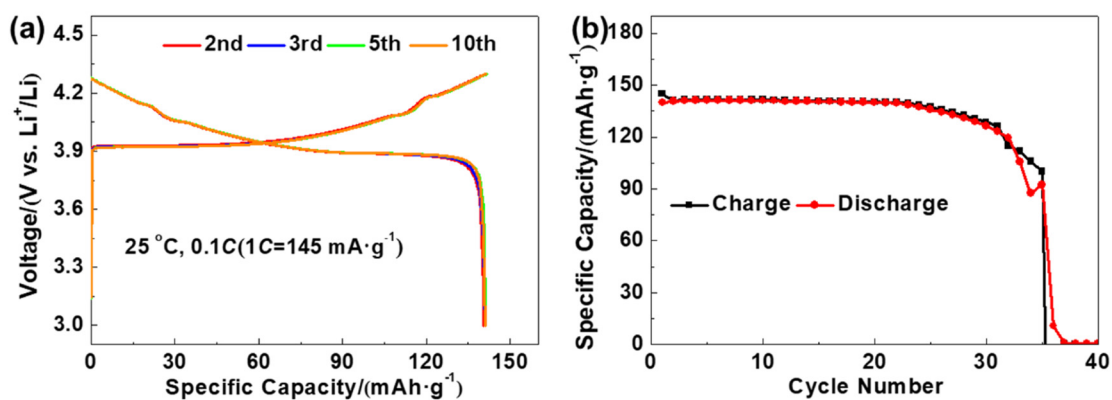 (a)
2nd 3rd 5th 10th
4.5
4.2
3.9
3.6
3.3
3.0
Voltage/(V vs. Li⁺/Li)
25 °C, 0.1C(1C=145 mA·g⁻¹)
0 30 60 90 120 150
Specific Capacity/(mAh·g⁻¹)
(b)
180
150
120
90
60
30
0
Specific Capacity/(mAh·g⁻¹)
Charge Discharge
0 10 20 30 40
Cycle Number